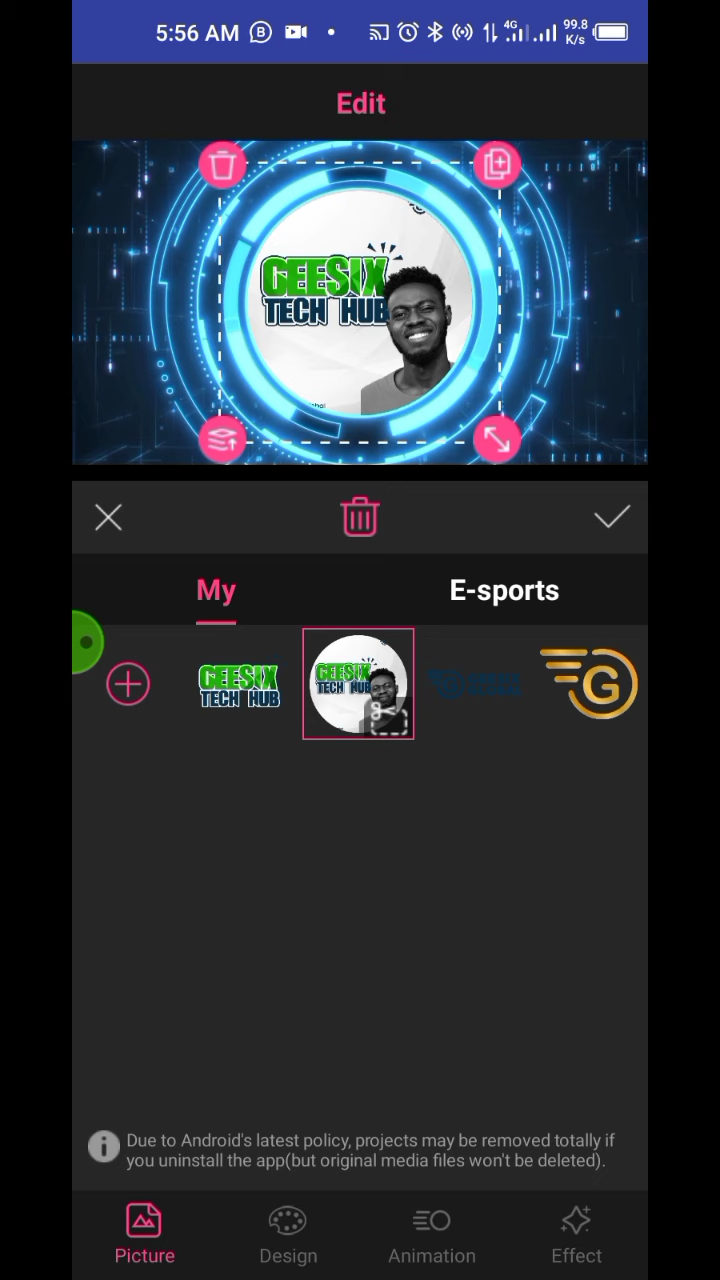 5:56 AM
4G
99.8
K/s
Edit
GEESIX
TECH HUB
My
E-sports
GEESIX
TECH HUB
GEESIX
TECH HUB
G
Due to Android's latest policy, projects may be removed totally if
you uninstall the app(but original media files won't be deleted).
Picture
Design
Animation
Effect